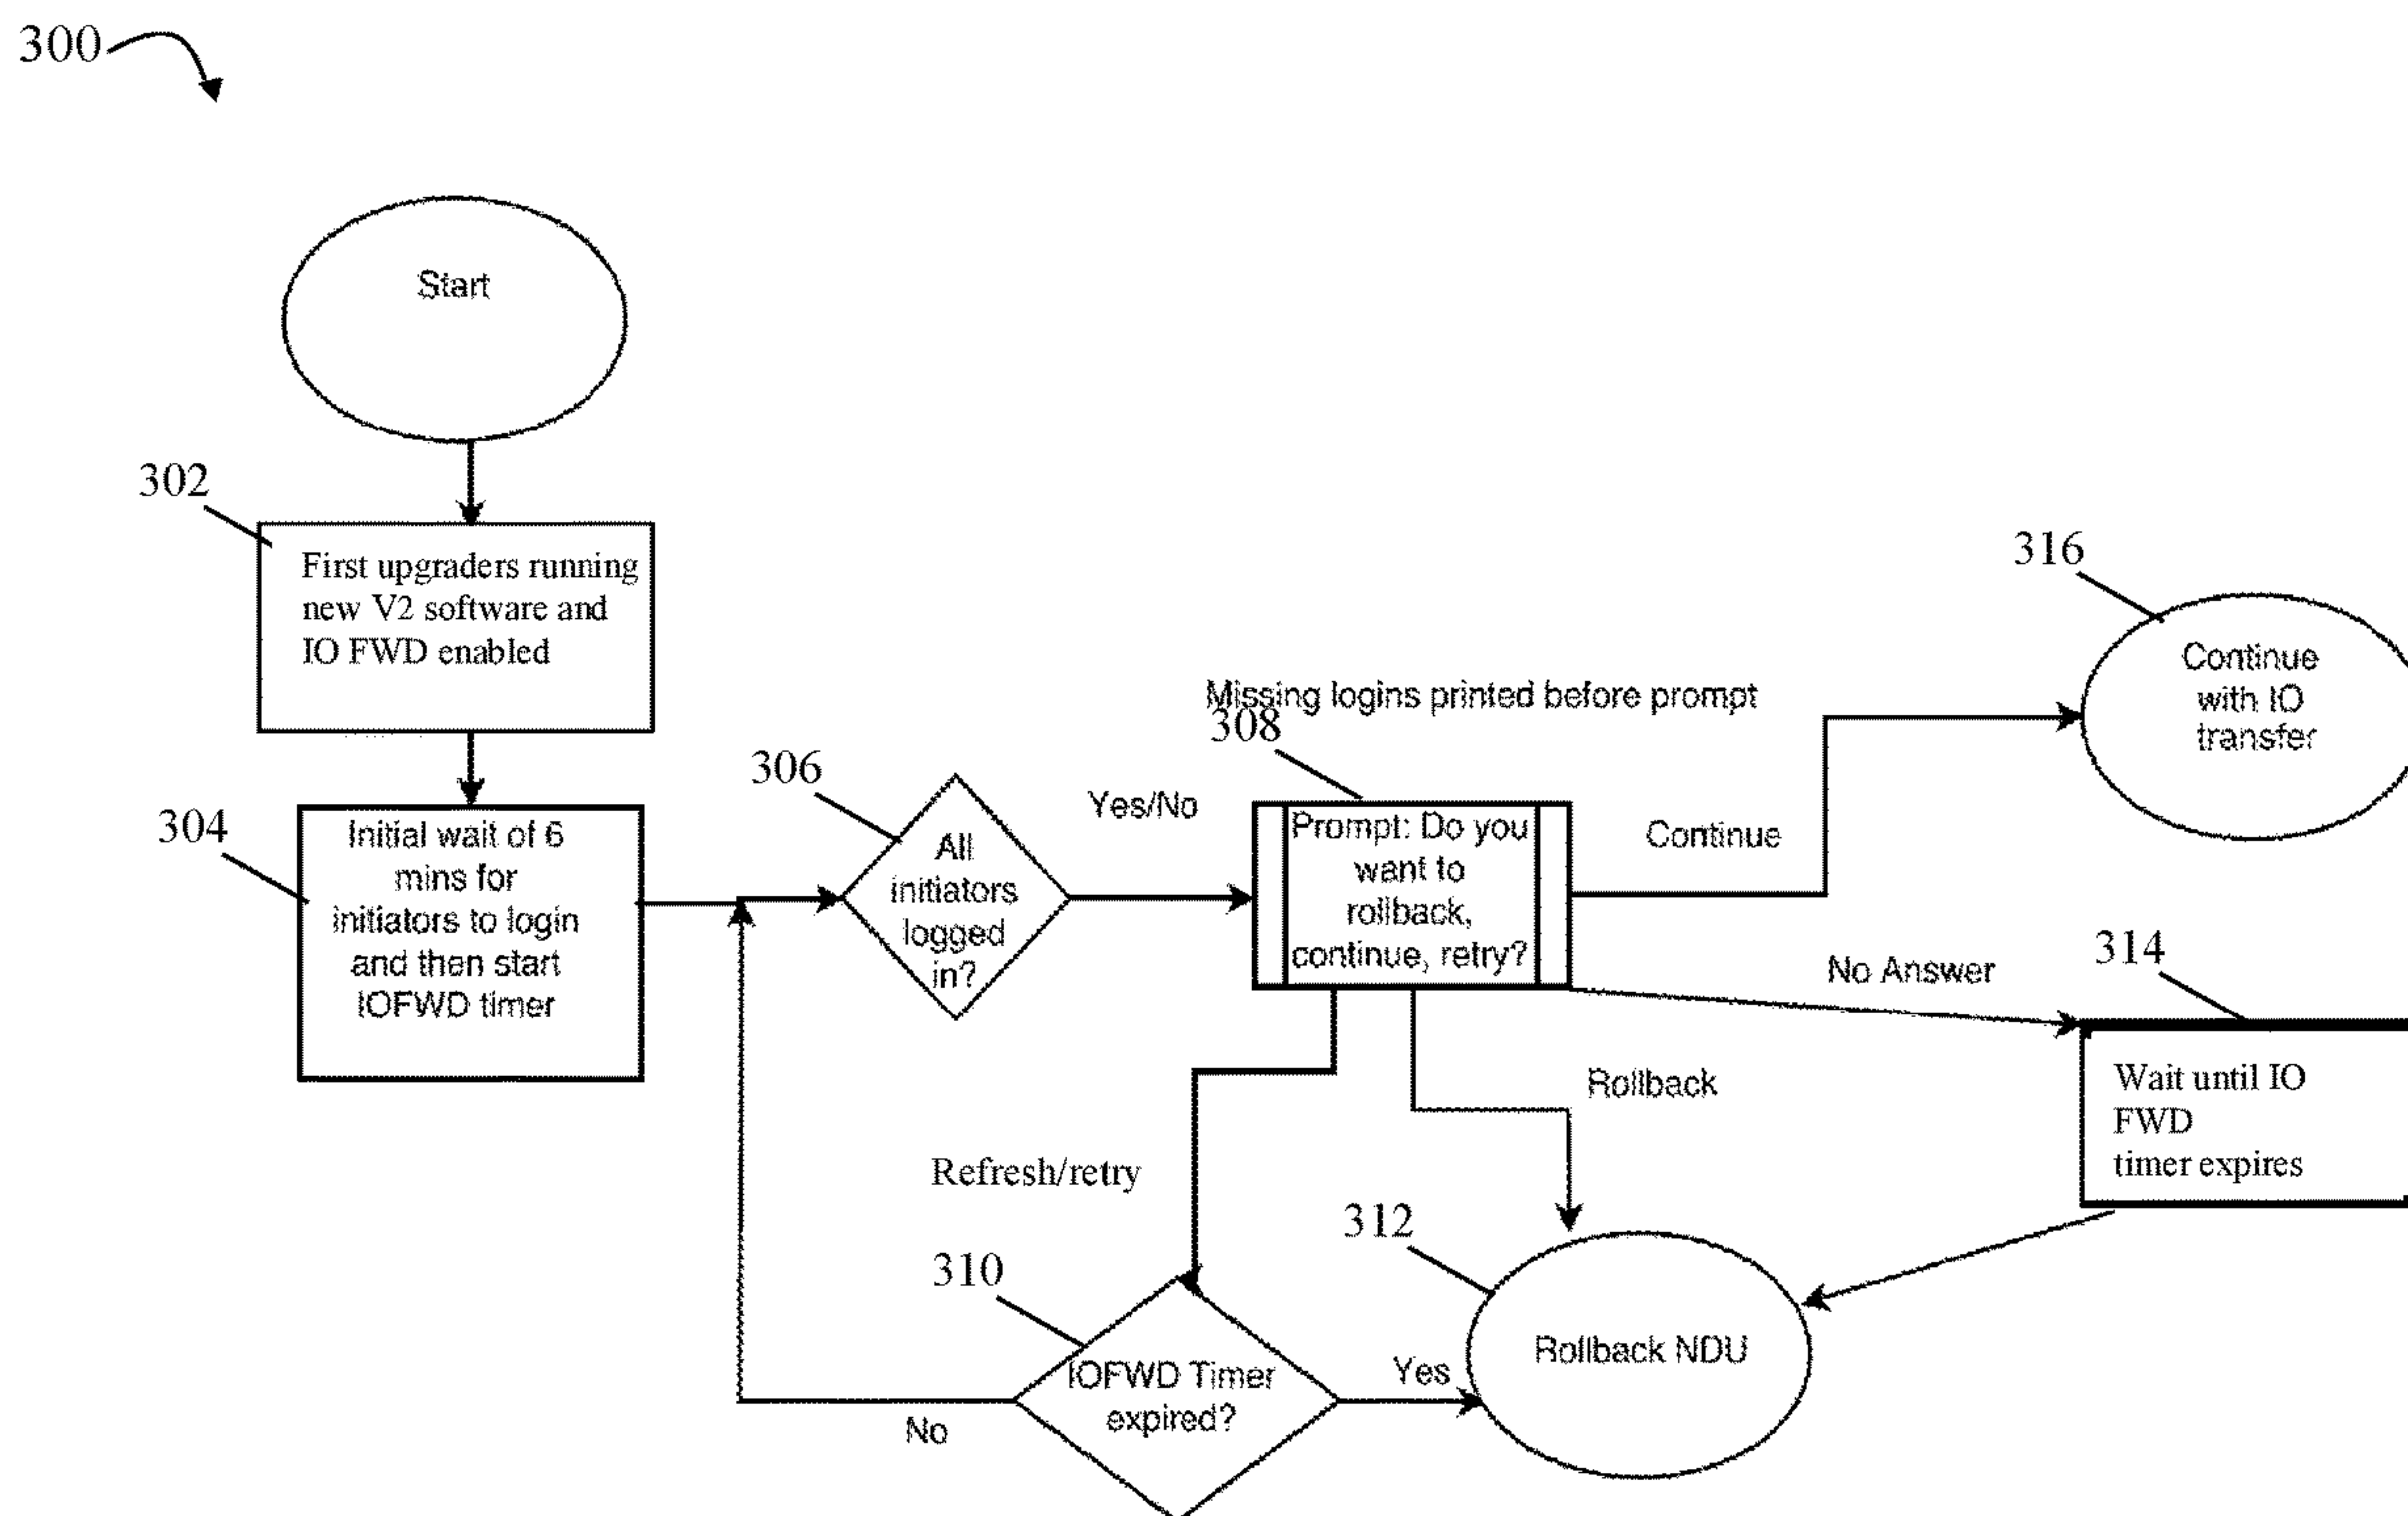 300
Start
302
First upgraders running
new V2 software and
IO FWD enabled
304
Initial wait of 6
mins for
initiators to login
and then start
IOFWD timer
306
All
initiators
logged
in?
Yes/No
Missing logins printed before prompt
308
Prompt: Do you
want to
rollback,
continue, retry?
Continue
316
Continue
with IO
transfer
No Answer
314
Wait until IO
FWD
timer expires
Rollback
Refresh/retry
310
IOFWD Timer
expired?
No
Yes
312
Rollback NDU